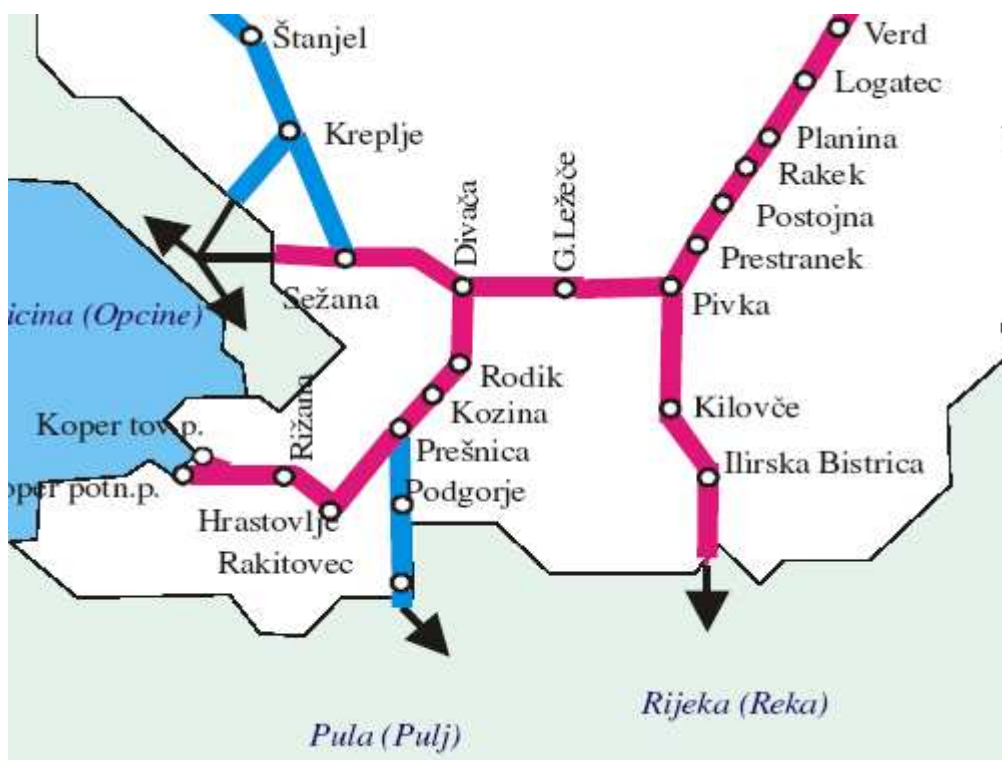 Štanjel
Verd
Logatec
Kreplje
Planina
Rakek
Divača
G.Ležeče
Postojna
Prestranek
Sežana
Pivka
icina (Opcine)
Rodik
Rižana
Kozina
Kilovče
Koper tov.p.
Prešnica
Ilirska Bistrica
oper potn.p.
Podgorje
Hrastovlje
Rakitovec
Rijeka (Reka)
Pula (Pulj)